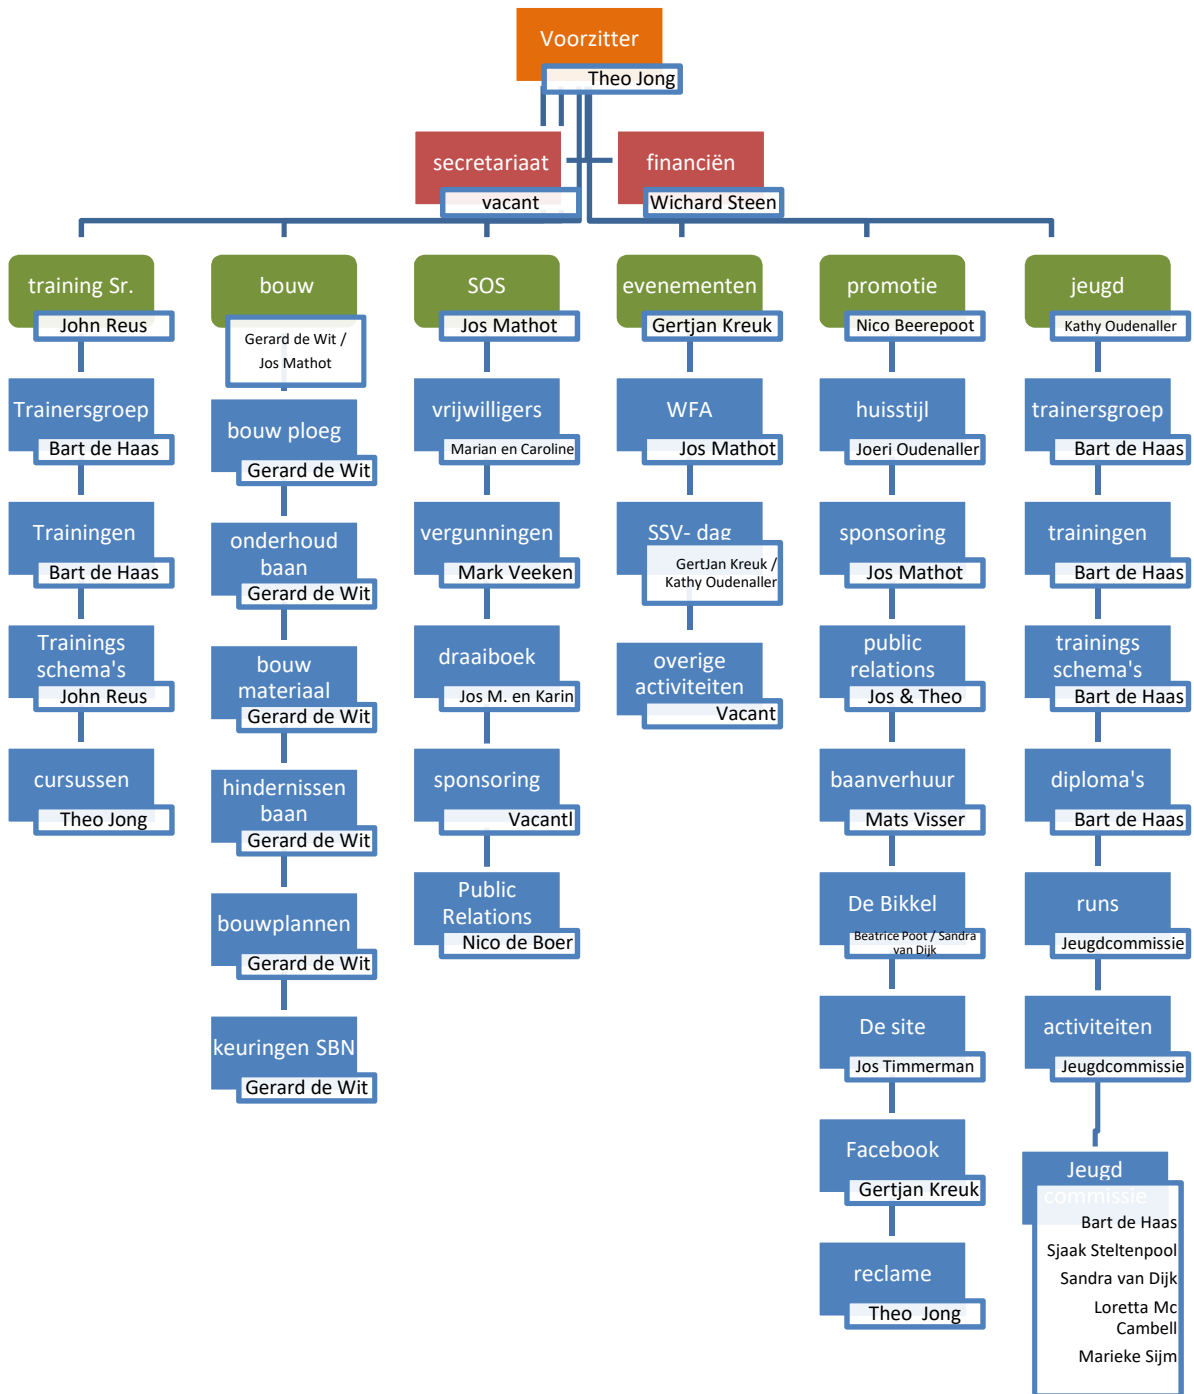 Voorzitter
Theo Jong
secretariaat
vacant
financiën
Wichard Steen
training Sr.
John Reus
Trainersgroep
Bart de Haas
Trainingen
Bart de Haas
Trainings
schema's
John Reus
cursussen
Theo Jong
bouw
Gerard de Wit /
Jos Mathot
bouw ploeg
Gerard de Wit
onderhoud
baan
Gerard de Wit
bouw
materiaal
Gerard de Wit
hindernissen
baan
Gerard de Wit
bouwplannen
Gerard de Wit
keuringen SBN
Gerard de Wit
SOS
Jos Mathot
vrijwilligers
Marian en Caroline
vergunningen
Mark Veeken
draaiboek
Jos M. en Karin
sponsoring
Vacantl
Public
Relations
Nico de Boer
evenementen
Gertjan Kreuk
WFA
Jos Mathot
SSV- dag
GertJan Kreuk /
Kathy Oudenaller
overige
activiteiten
Vacant
promotie
Nico Beerepoot
huisstijl
Joeri Oudenaller
sponsoring
Jos Mathot
public
relations
Jos & Theo
baanverhuur
Mats Visser
De Bikkel
Beatrice Poot / Sandra
van Dijk
De site
Jos Timmerman
Facebook
Gertjan Kreuk
reclame
Theo  Jong
jeugd
Kathy Oudenaller
trainersgroep
Bart de Haas
trainingen
Bart de Haas
trainings
schema's
Bart de Haas
diploma's
Bart de Haas
runs
Jeugdcommissie
activiteiten
Jeugdcommissie
Jeugd
commissie
Bart de Haas
Sjaak Steltenpool
Sandra van Dijk
Loretta Mc
Cambell
Marieke Sijm